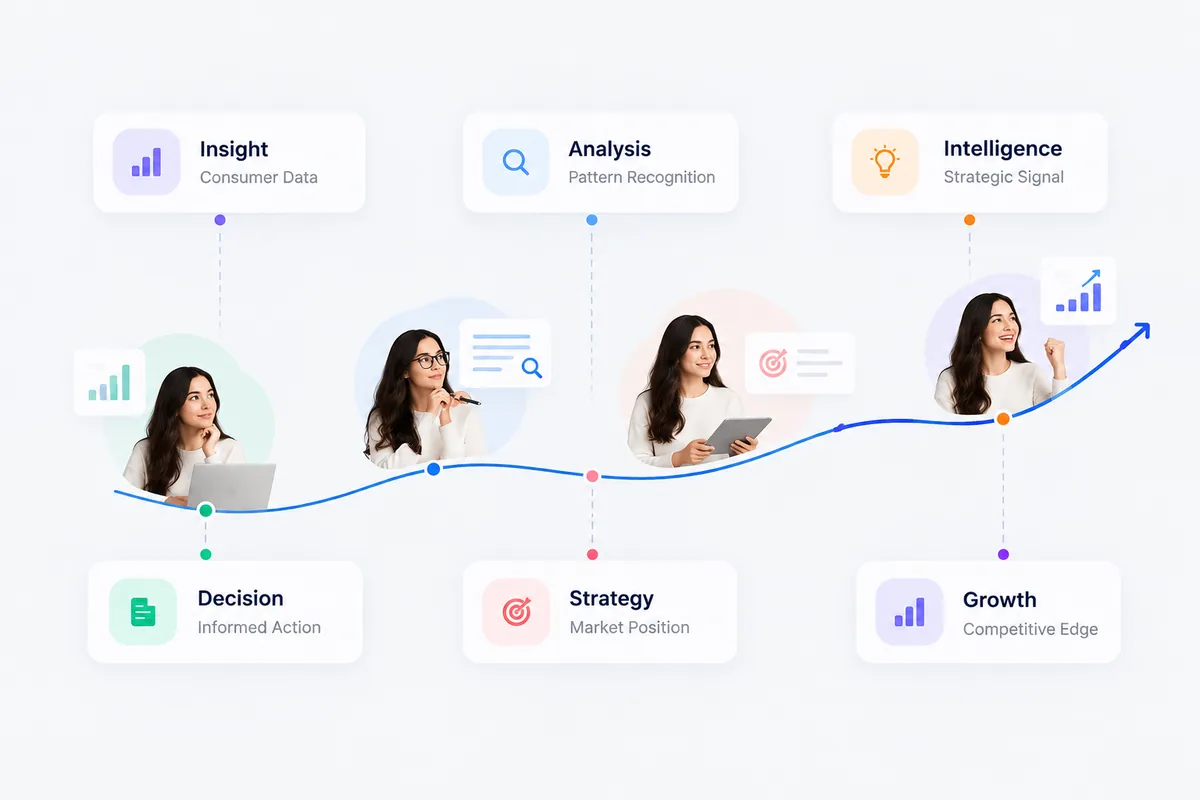 Insight
Consumer Data
Analysis
Pattern Recognition
Intelligence
Strategic Signal
Decision
Informed Action
Strategy
Market Position
Growth
Competitive Edge